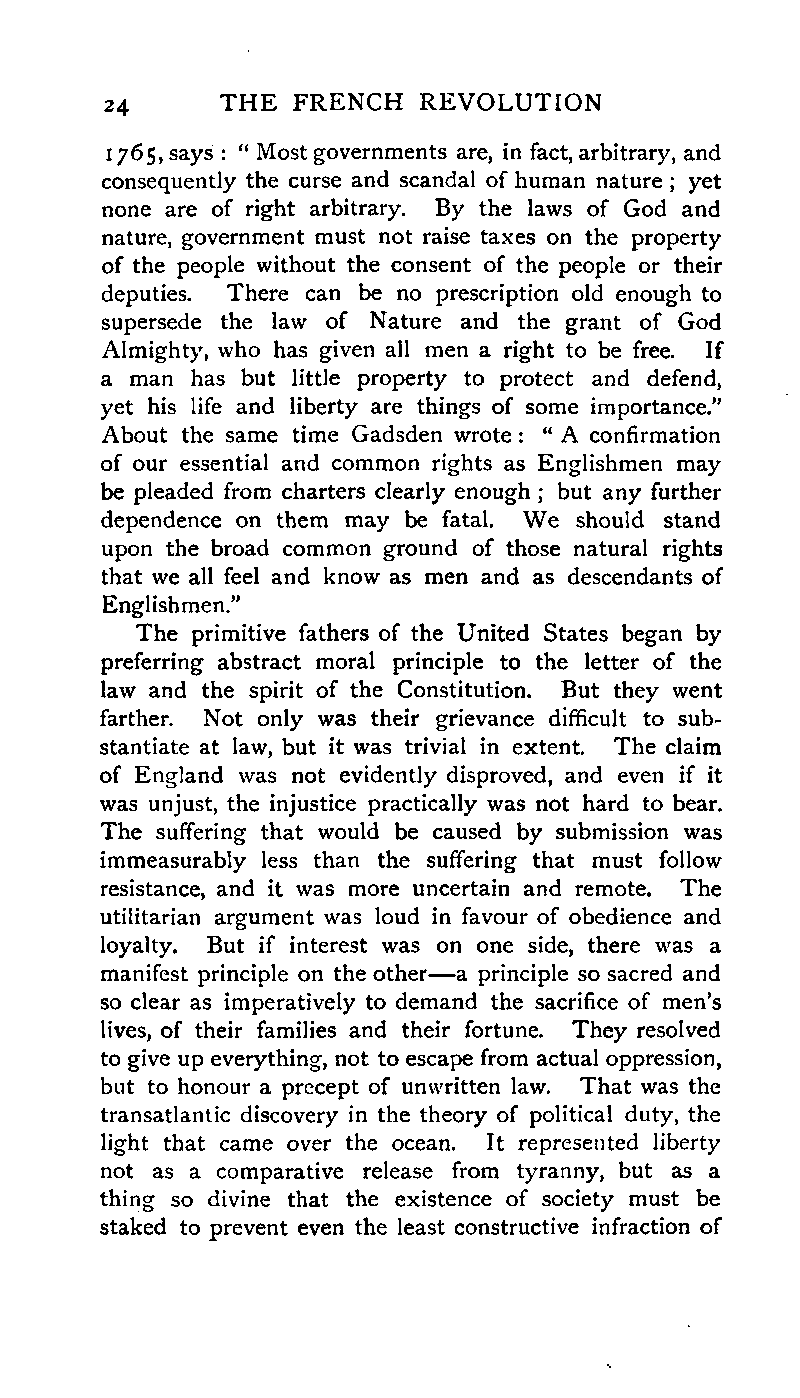 24 THE FRENCH REVOLUTION
1765, says : “ Most governments are, in fact, arbitrary, and
consequently the curse and scandal of human nature ; yet
none are of right arbitrary. By the laws of God and
nature, government must not raise taxes on the property
of the people without the consent of the people or their
deputies. There can be no prescription old enough to
supersede the law of Nature and the grant of God
Almighty, who has given all men a right to be free. If
a man has but little property to protect and defend,
yet his life and liberty are things of some importance.”
About the same time Gadsden wrote : “ A confirmation
of our essential and common rights as Englishmen may
be pleaded from charters clearly enough ; but any further
dependence on them may be fatal. We should stand
upon the broad common ground of those natural rights
that we all feel and know as men and as descendants of
Englishmen.”
The primitive fathers of the United States began by
preferring abstract moral principle to the letter of the
law and the spirit of the Constitution. But they went
farther. Not only was their grievance difficult to sub-
stantiate at law, but it was trivial in extent. The claim
of England was not evidently disproved, and even if it
was unjust, the injustice practically was not hard to bear.
The suffering that would be caused by submission was
immeasurably less than the suffering that must follow
resistance, and it was more uncertain and remote. The
utilitarian argument was loud in favour of obedience and
loyalty. But if interest was on one side, there was a
manifest principle on the other—a principle so sacred and
so clear as imperatively to demand the sacrifice of men’s
lives, of their families and their fortune. They resolved
to give up everything, not to escape from actual oppression,
but to honour a precept of unwritten law. That was the
transatlantic discovery in the theory of political duty, the
light that came over the ocean. It represented liberty
not as a comparative release from tyranny, but as a
thing so divine that the existence of society must be
staked to prevent even the least constructive infraction of